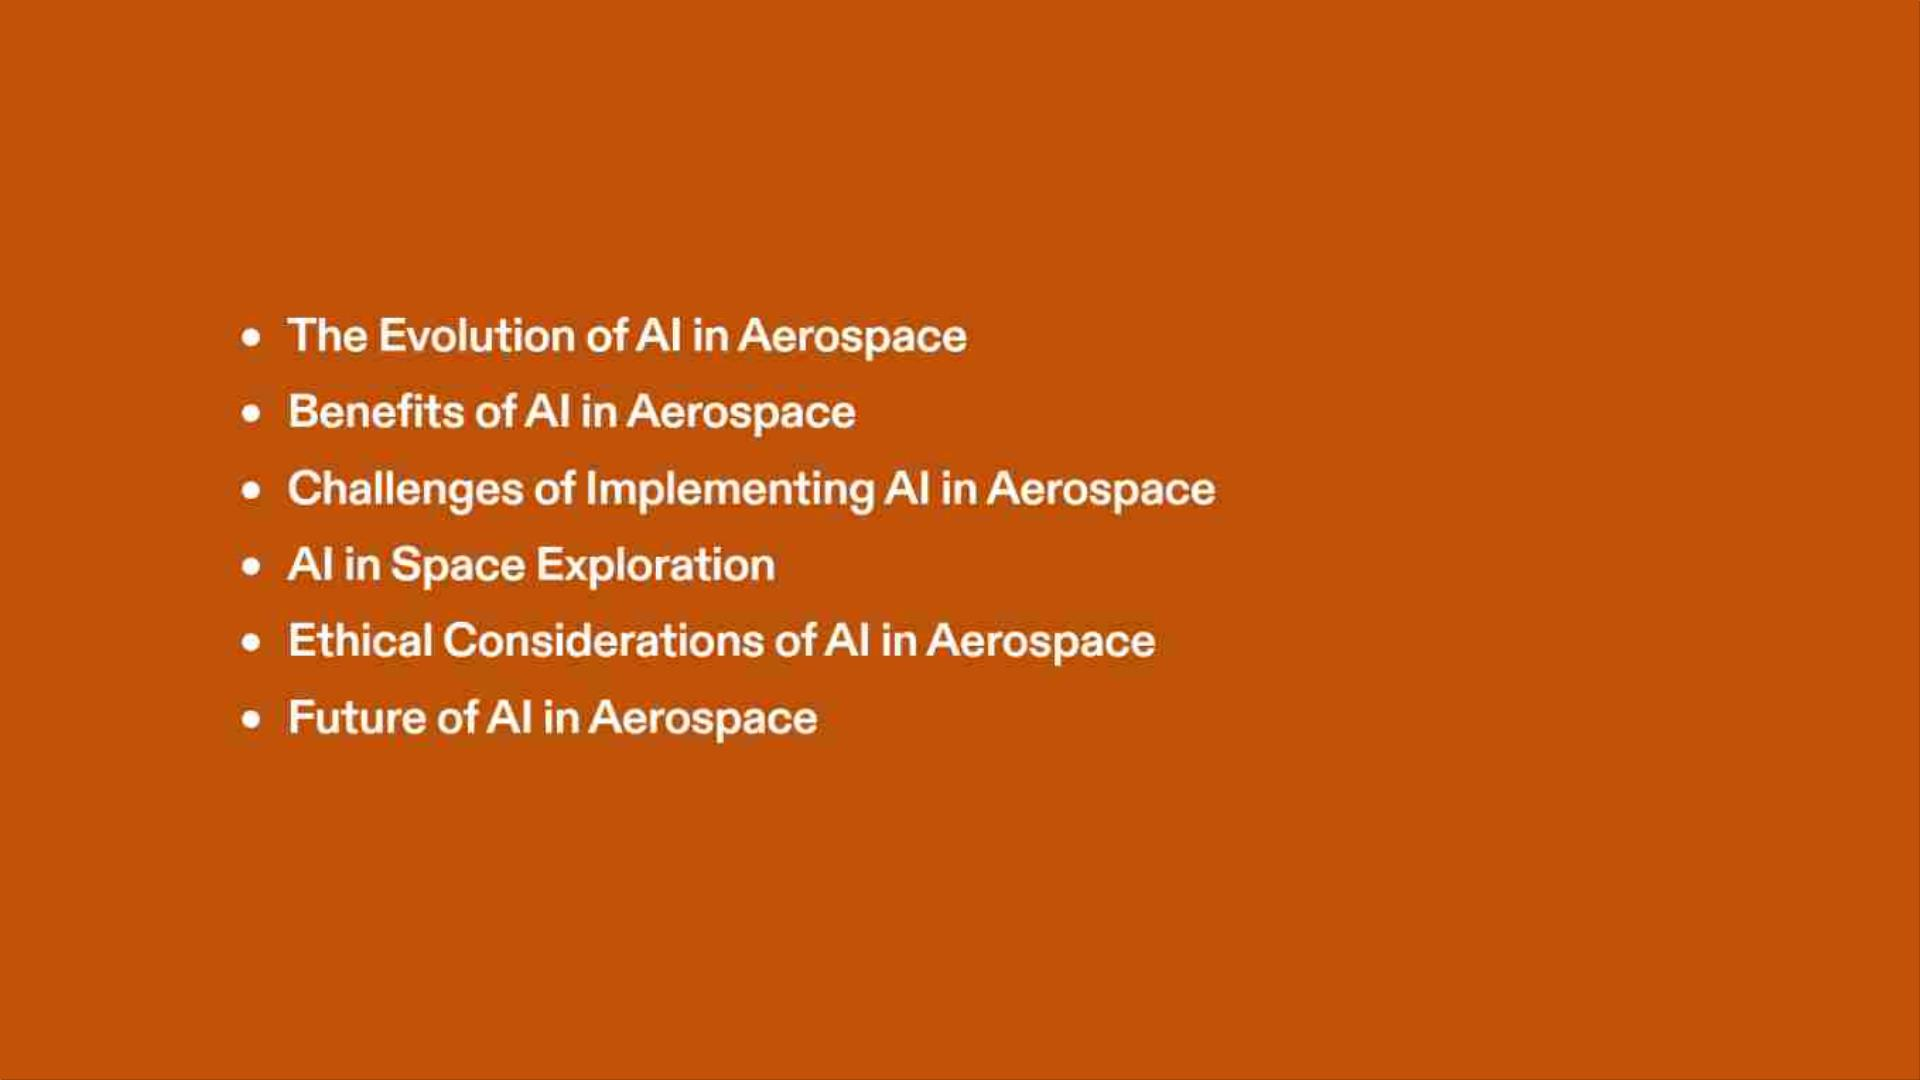 • The Evolution of AI in Aerospace
• Benefits of AI in Aerospace
• Challenges of Implementing AI in Aerospace
• AI in Space Exploration
• Ethical Considerations of AI in Aerospace
• Future of AI in Aerospace